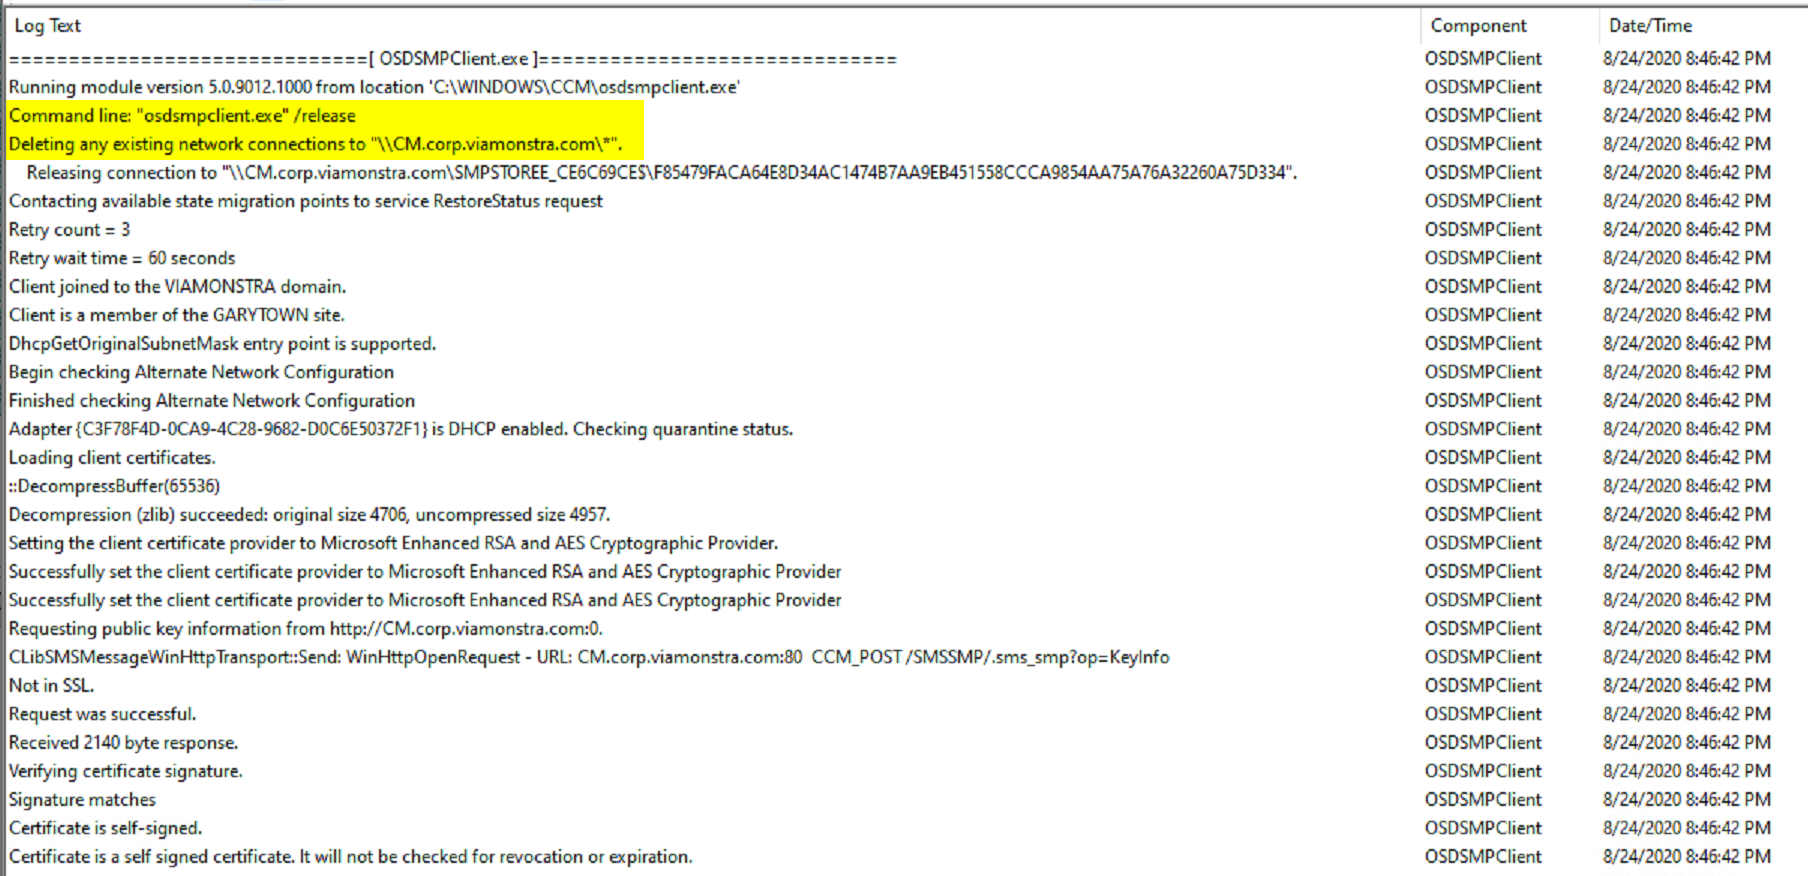 Log Text Component Date/Time
==============================[ OSDSMPClient.exe ]============================== OSDSMPClient 8/24/2020 8:46:42 PM
Running module version 5.0.9012.1000 from location 'C:\WINDOWS\CCM\osdsmpclient.exe' OSDSMPClient 8/24/2020 8:46:42 PM
Command line: "osdsmpclient.exe" /release OSDSMPClient 8/24/2020 8:46:42 PM
Deleting any existing network connections to "\\CM.corp.viamonstra.com\*". OSDSMPClient 8/24/2020 8:46:42 PM
Releasing connection to "\\CM.corp.viamonstra.com\SMPSTOREE_CE6C69CE$\F85479FACA64E8D34AC1474B7AA9EB451558CCCA9854AA75A76A32260A75D334". OSDSMPClient 8/24/2020 8:46:42 PM
Contacting available state migration points to service RestoreStatus request OSDSMPClient 8/24/2020 8:46:42 PM
Retry count = 3 OSDSMPClient 8/24/2020 8:46:42 PM
Retry wait time = 60 seconds OSDSMPClient 8/24/2020 8:46:42 PM
Client joined to the VIAMONSTRA domain. OSDSMPClient 8/24/2020 8:46:42 PM
Client is a member of the GARYTOWN site. OSDSMPClient 8/24/2020 8:46:42 PM
DhcpGetOriginalSubnetMask entry point is supported. OSDSMPClient 8/24/2020 8:46:42 PM
Begin checking Alternate Network Configuration OSDSMPClient 8/24/2020 8:46:42 PM
Finished checking Alternate Network Configuration OSDSMPClient 8/24/2020 8:46:42 PM
Adapter {C3F78F4D-0CA9-4C28-9682-D0C6E50372F1} is DHCP enabled. Checking quarantine status. OSDSMPClient 8/24/2020 8:46:42 PM
Loading client certificates. OSDSMPClient 8/24/2020 8:46:42 PM
::DecompressBuffer(65536) OSDSMPClient 8/24/2020 8:46:42 PM
Decompression (zlib) succeeded: original size 4706, uncompressed size 4957. OSDSMPClient 8/24/2020 8:46:42 PM
Setting the client certificate provider to Microsoft Enhanced RSA and AES Cryptographic Provider. OSDSMPClient 8/24/2020 8:46:42 PM
Successfully set the client certificate provider to Microsoft Enhanced RSA and AES Cryptographic Provider OSDSMPClient 8/24/2020 8:46:42 PM
Successfully set the client certificate provider to Microsoft Enhanced RSA and AES Cryptographic Provider OSDSMPClient 8/24/2020 8:46:42 PM
Requesting public key information from http://CM.corp.viamonstra.com:0. OSDSMPClient 8/24/2020 8:46:42 PM
CLibSMSMessageWinHttpTransport::Send: WinHttpOpenRequest - URL: CM.corp.viamonstra.com:80 CCM_POST /SMSSMP/.sms_smp?op=KeyInfo OSDSMPClient 8/24/2020 8:46:42 PM
Not in SSL. OSDSMPClient 8/24/2020 8:46:42 PM
Request was successful. OSDSMPClient 8/24/2020 8:46:42 PM
Received 2140 byte response. OSDSMPClient 8/24/2020 8:46:42 PM
Verifying certificate signature. OSDSMPClient 8/24/2020 8:46:42 PM
Signature matches OSDSMPClient 8/24/2020 8:46:42 PM
Certificate is self-signed. OSDSMPClient 8/24/2020 8:46:42 PM
Certificate is a self signed certificate. It will not be checked for revocation or expiration. OSDSMPClient 8/24/2020 8:46:42 PM